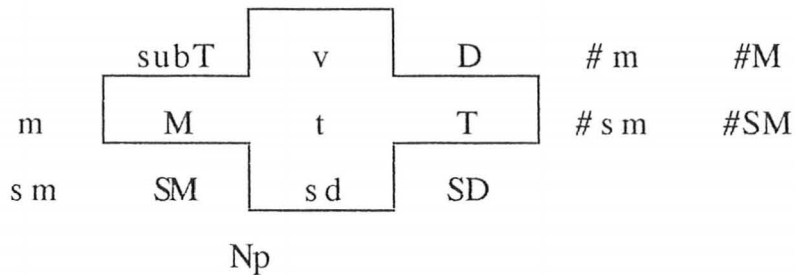 subT v D # m #M
m M t T # s m #SM
s m SM s d SD
Np